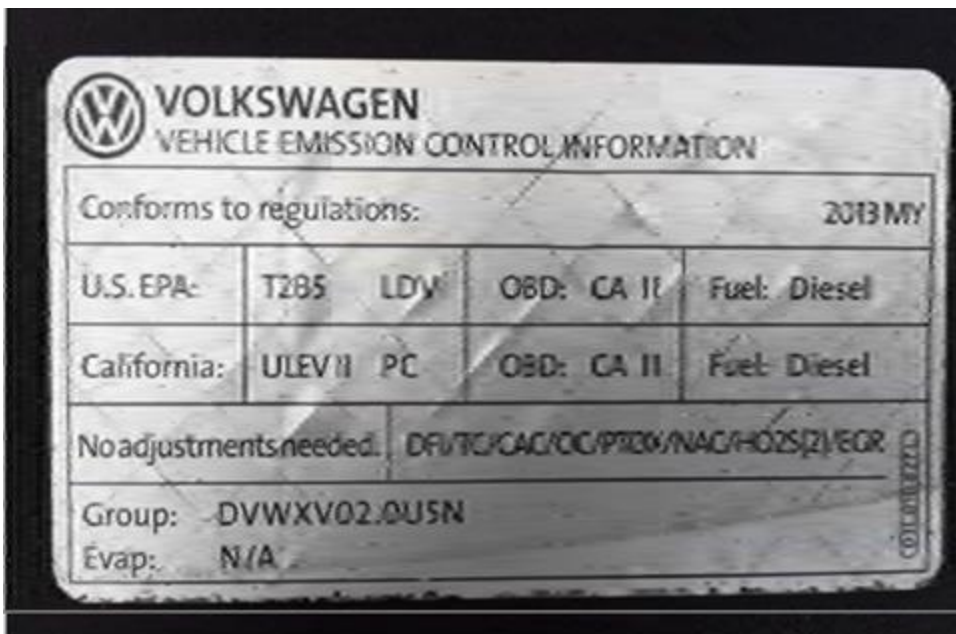 VOLKSWAGEN
VEHICLE EMISSION CONTROL INFORMATION
Conforms to regulations: 2013 MY
U.S. EPA: T2B5 LDV OBD: CA II Fuel: Diesel
California: ULEV II PC OBD: CA II Fuel: Diesel
No adjustments needed. DFI/TC/CAC/OC/PTOX/NAC/HO2S(2)/EGR
Group: DVWXV02.0U5N
Evap: N/A